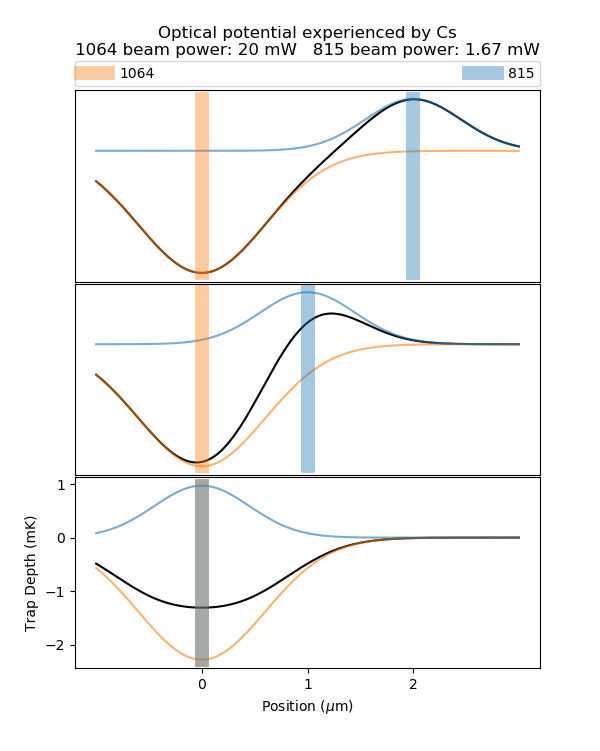 Optical potential experienced by Cs
1064 beam power: 20 mW   815 beam power: 1.67 mW
1064
815
1
0
−1
−2
Trap Depth (mK)
0
1
2
Position (μm)